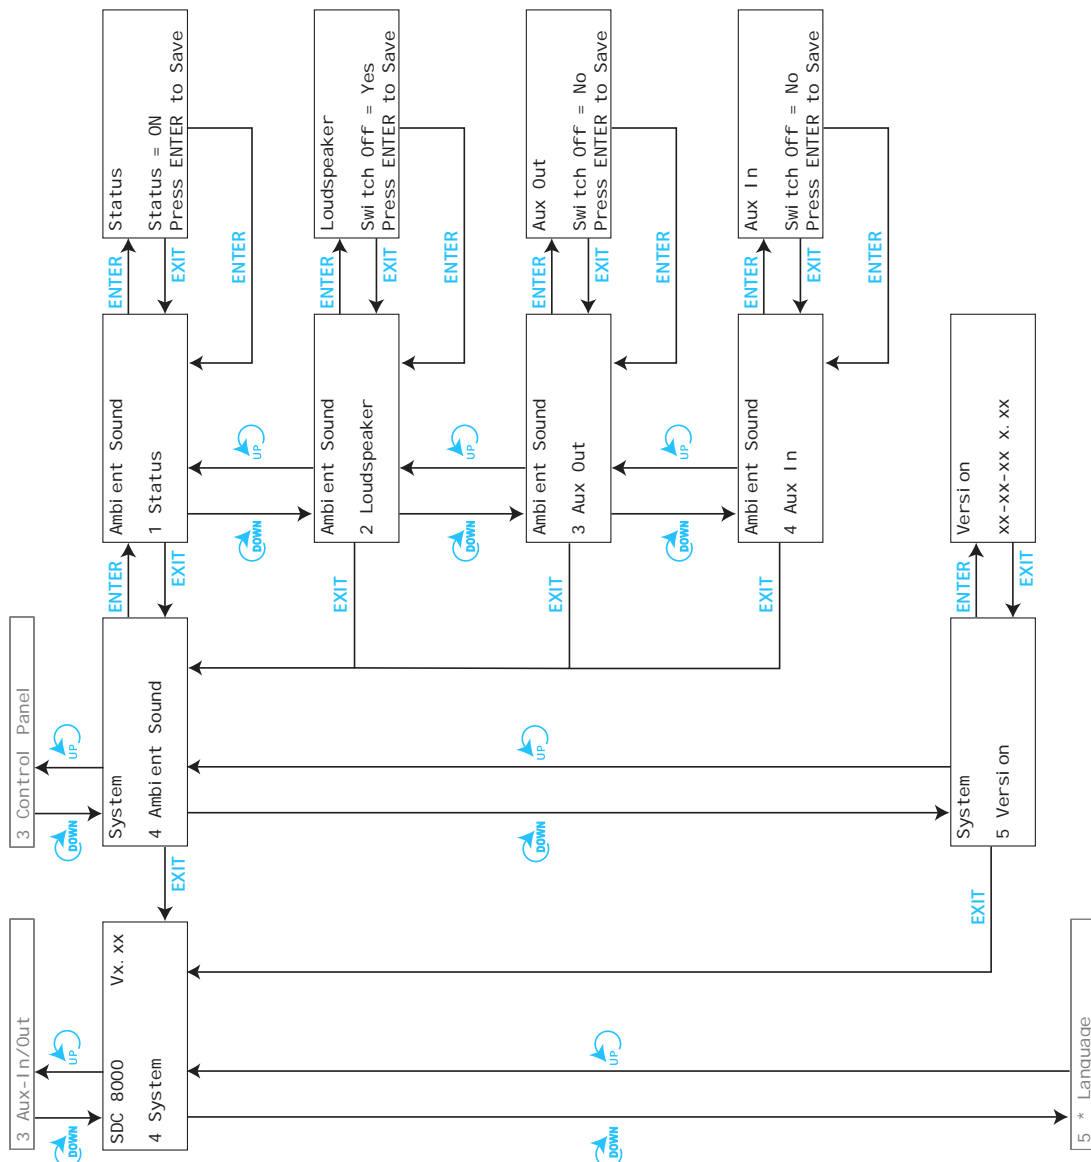 3 Aux-In/Out
DOWN
UP
SDC 8000 Vx.xx
4 System
DOWN
UP
5 * Language
3 Control Panel
DOWN
UP
EXIT
System
4 Ambient Sound
DOWN
UP
EXIT
System
5 Version
ENTER
EXIT
Ambient Sound
1 Status
DOWN
UP
EXIT
Ambient Sound
2 Loudspeaker
DOWN
UP
EXIT
Ambient Sound
3 Aux Out
DOWN
UP
EXIT
Ambient Sound
4 Aux In
ENTER
EXIT
Version
xx-xx-xx x.xx
ENTER
EXIT
ENTER
Status
Status = ON
Press ENTER to Save
ENTER
EXIT
ENTER
Loudspeaker
Switch Off = Yes
Press ENTER to Save
ENTER
EXIT
ENTER
Aux Out
Switch Off = No
Press ENTER to Save
ENTER
EXIT
ENTER
Aux In
Switch Off = No
Press ENTER to Save